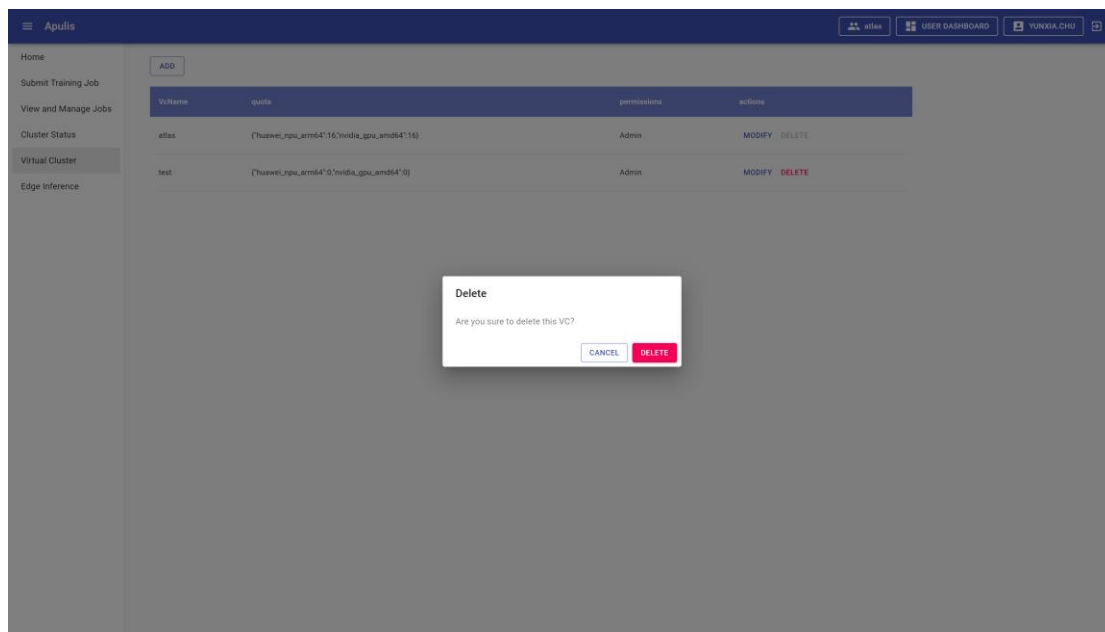 Apulis
atlas
USER DASHBOARD
YUNXIA.CHU
Home
Submit Training Job
View and Manage Jobs
Cluster Status
Virtual Cluster
Edge Inference
ADD
VcName quota permissions actions
atlas {"huawei_npu_arm64":16,"nvidia_gpu_amd64":16} Admin MODIFY DELETE
test {"huawei_npu_arm64":0,"nvidia_gpu_amd64":0} Admin MODIFY DELETE
Delete
Are you sure to delete this VC?
CANCEL DELETE